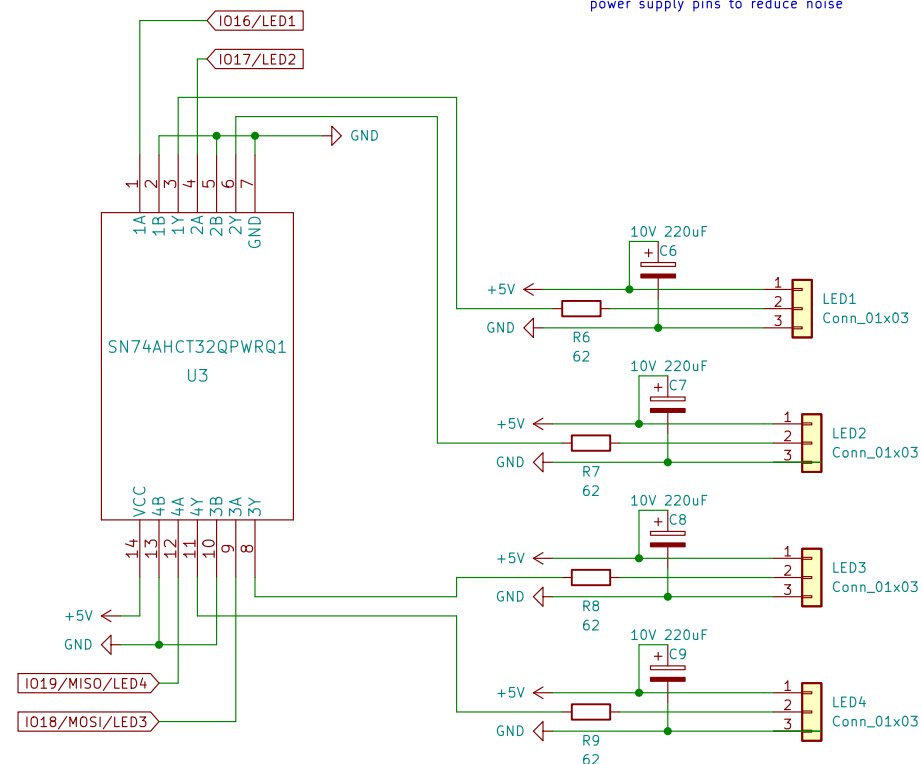 power supply pins to reduce noise
IO16/LED1
IO17/LED2
GND
1 2 3 4 5 6 7
1A 1B 1Y 2A 2B 2Y GND
SN74AHCT32QPWRQ1
U3
VCC 4B 4A 4Y 3B 3A 3Y
14 13 12 11 10 9 8
+5V
GND
IO19/MISO/LED4
IO18/MOSI/LED3
10V 220uF
+ C6
+5V
1
2
3
GND
R6
62
LED1
Conn_01x03
10V 220uF
+ C7
+5V
1
2
3
GND
R7
62
LED2
Conn_01x03
10V 220uF
+ C8
+5V
1
2
3
GND
R8
62
LED3
Conn_01x03
10V 220uF
+ C9
+5V
1
2
3
GND
R9
62
LED4
Conn_01x03